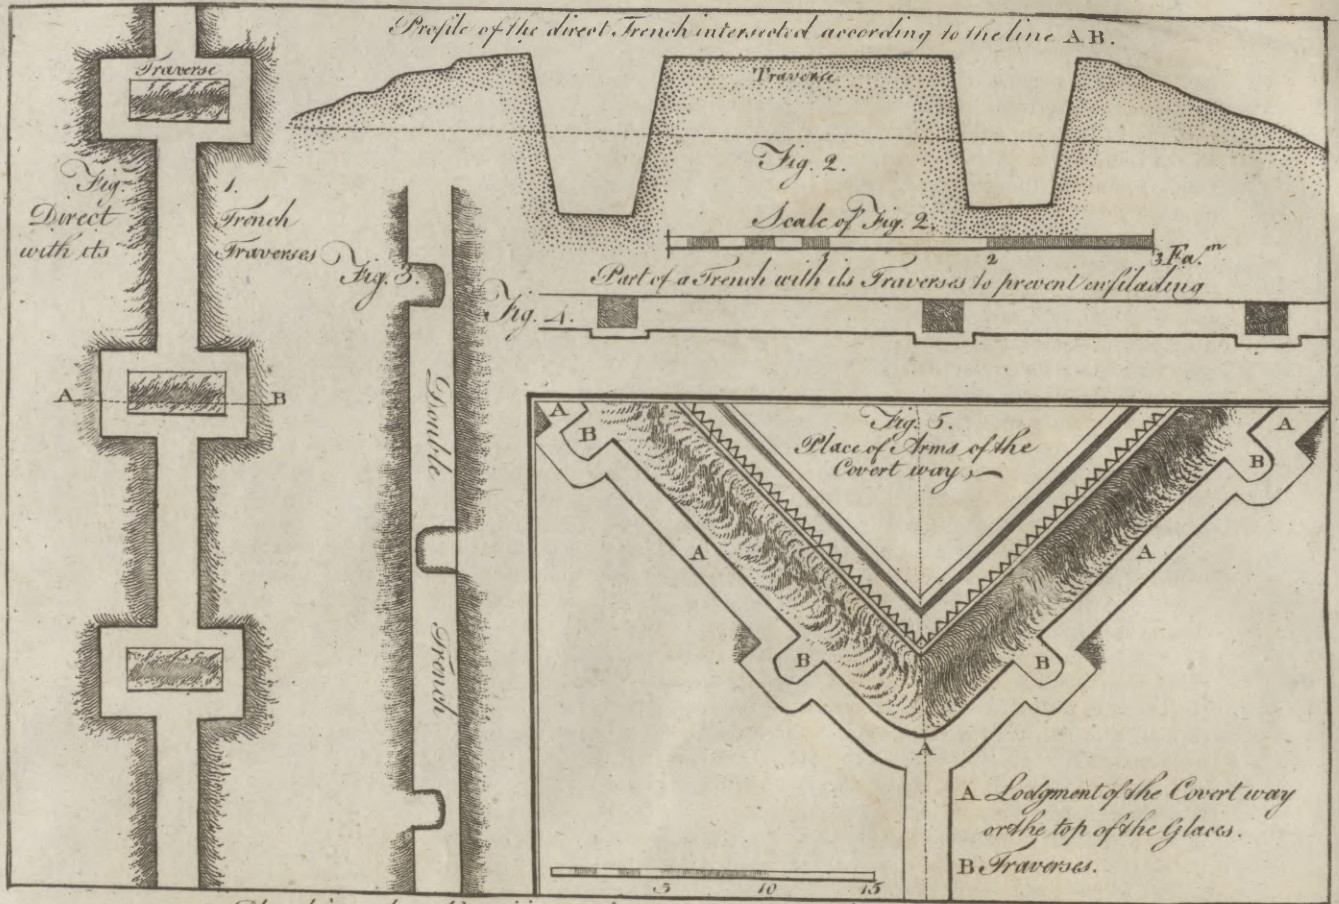 Profile of the direct Trench intersected according to the line A B.
Traverse
Traverse
Fig. 1.
Direct Trench
with its Traverses
Fig. 2.
Scale of Fig. 2.
1 2 3 Fa.m
Part of a Trench with its Traverses to prevent enfilading
Fig. 3.
Fig. 4.
A B
Double
Trench
Fig. 5.
Place of Arms of the
Covert way
A A
B B
A A
B B
A
A Lodgment of the Covert way
or the top of the Glaces.
B Traverses.
5 10 15